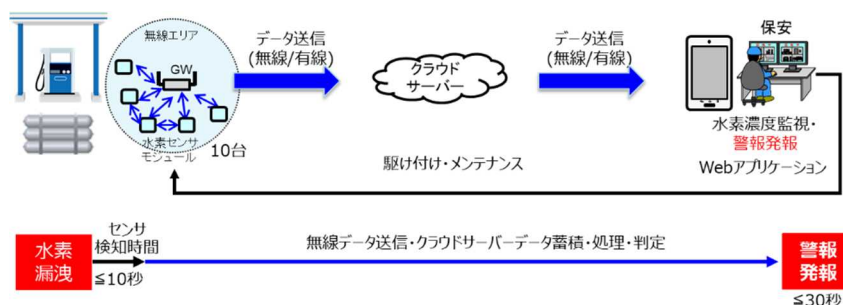 無線エリア
GW
水素センサ
モジュール
10台
データ送信
(無線/有線)
クラウド
サーバー
データ送信
(無線/有線)
保安
水素濃度監視・
警報発報
Webアプリケーション
駆け付け・メンテナンス
水素
漏洩
センサ
検知時間
≦10秒
無線データ送信・クラウドサーバーデータ蓄積・処理・判定
警報
発報
≦30秒